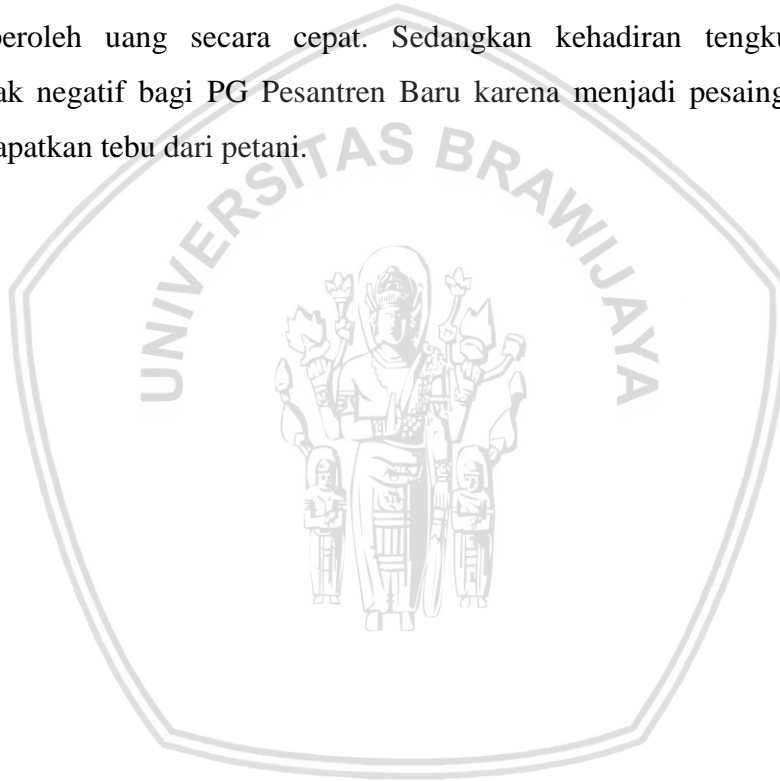 peroleh uang secara cepat. Sedangkan kehadiran tengku
ak negatif bagi PG Pesantren Baru karena menjadi pesaing
apatkan tebu dari petani.
UNIVERSITAS BRAWIJAYA